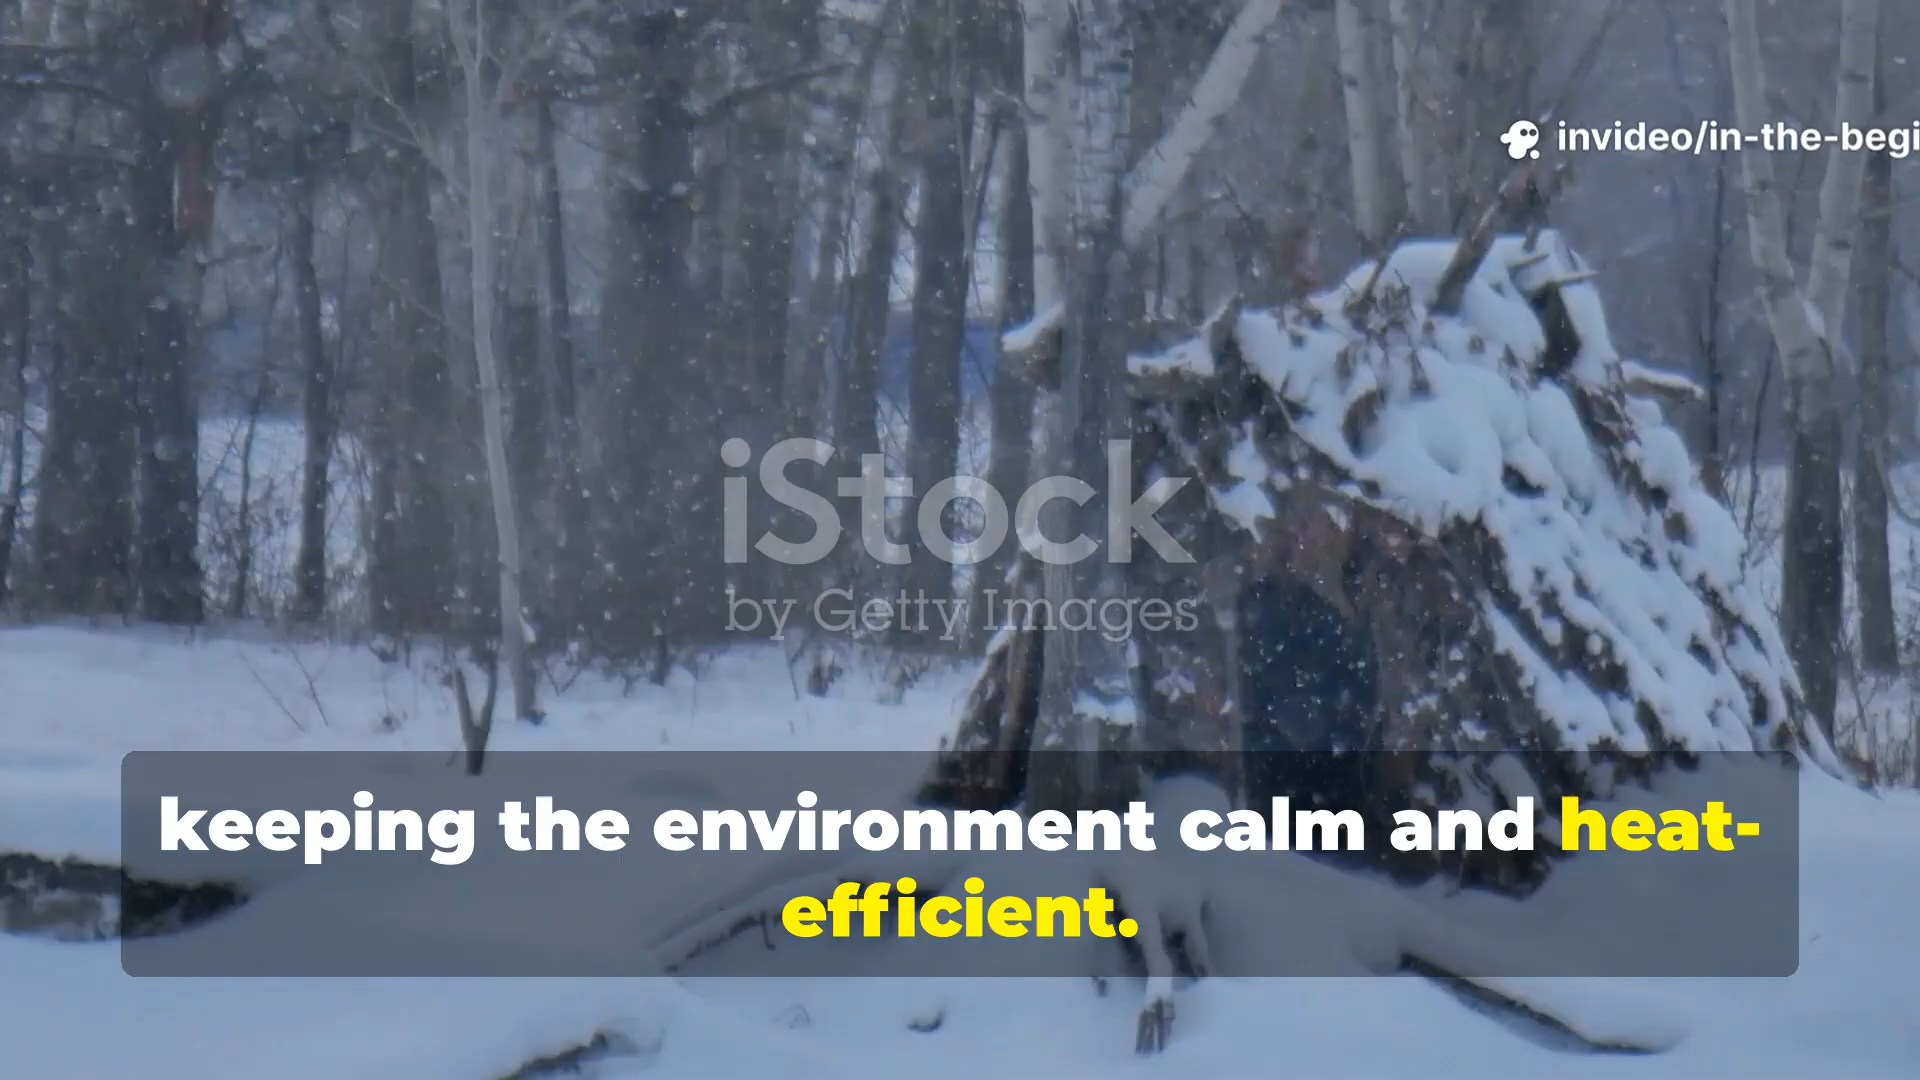 invideo/in-the-begi
iStock
by Getty Images
keeping the environment calm and heat-
efficient.